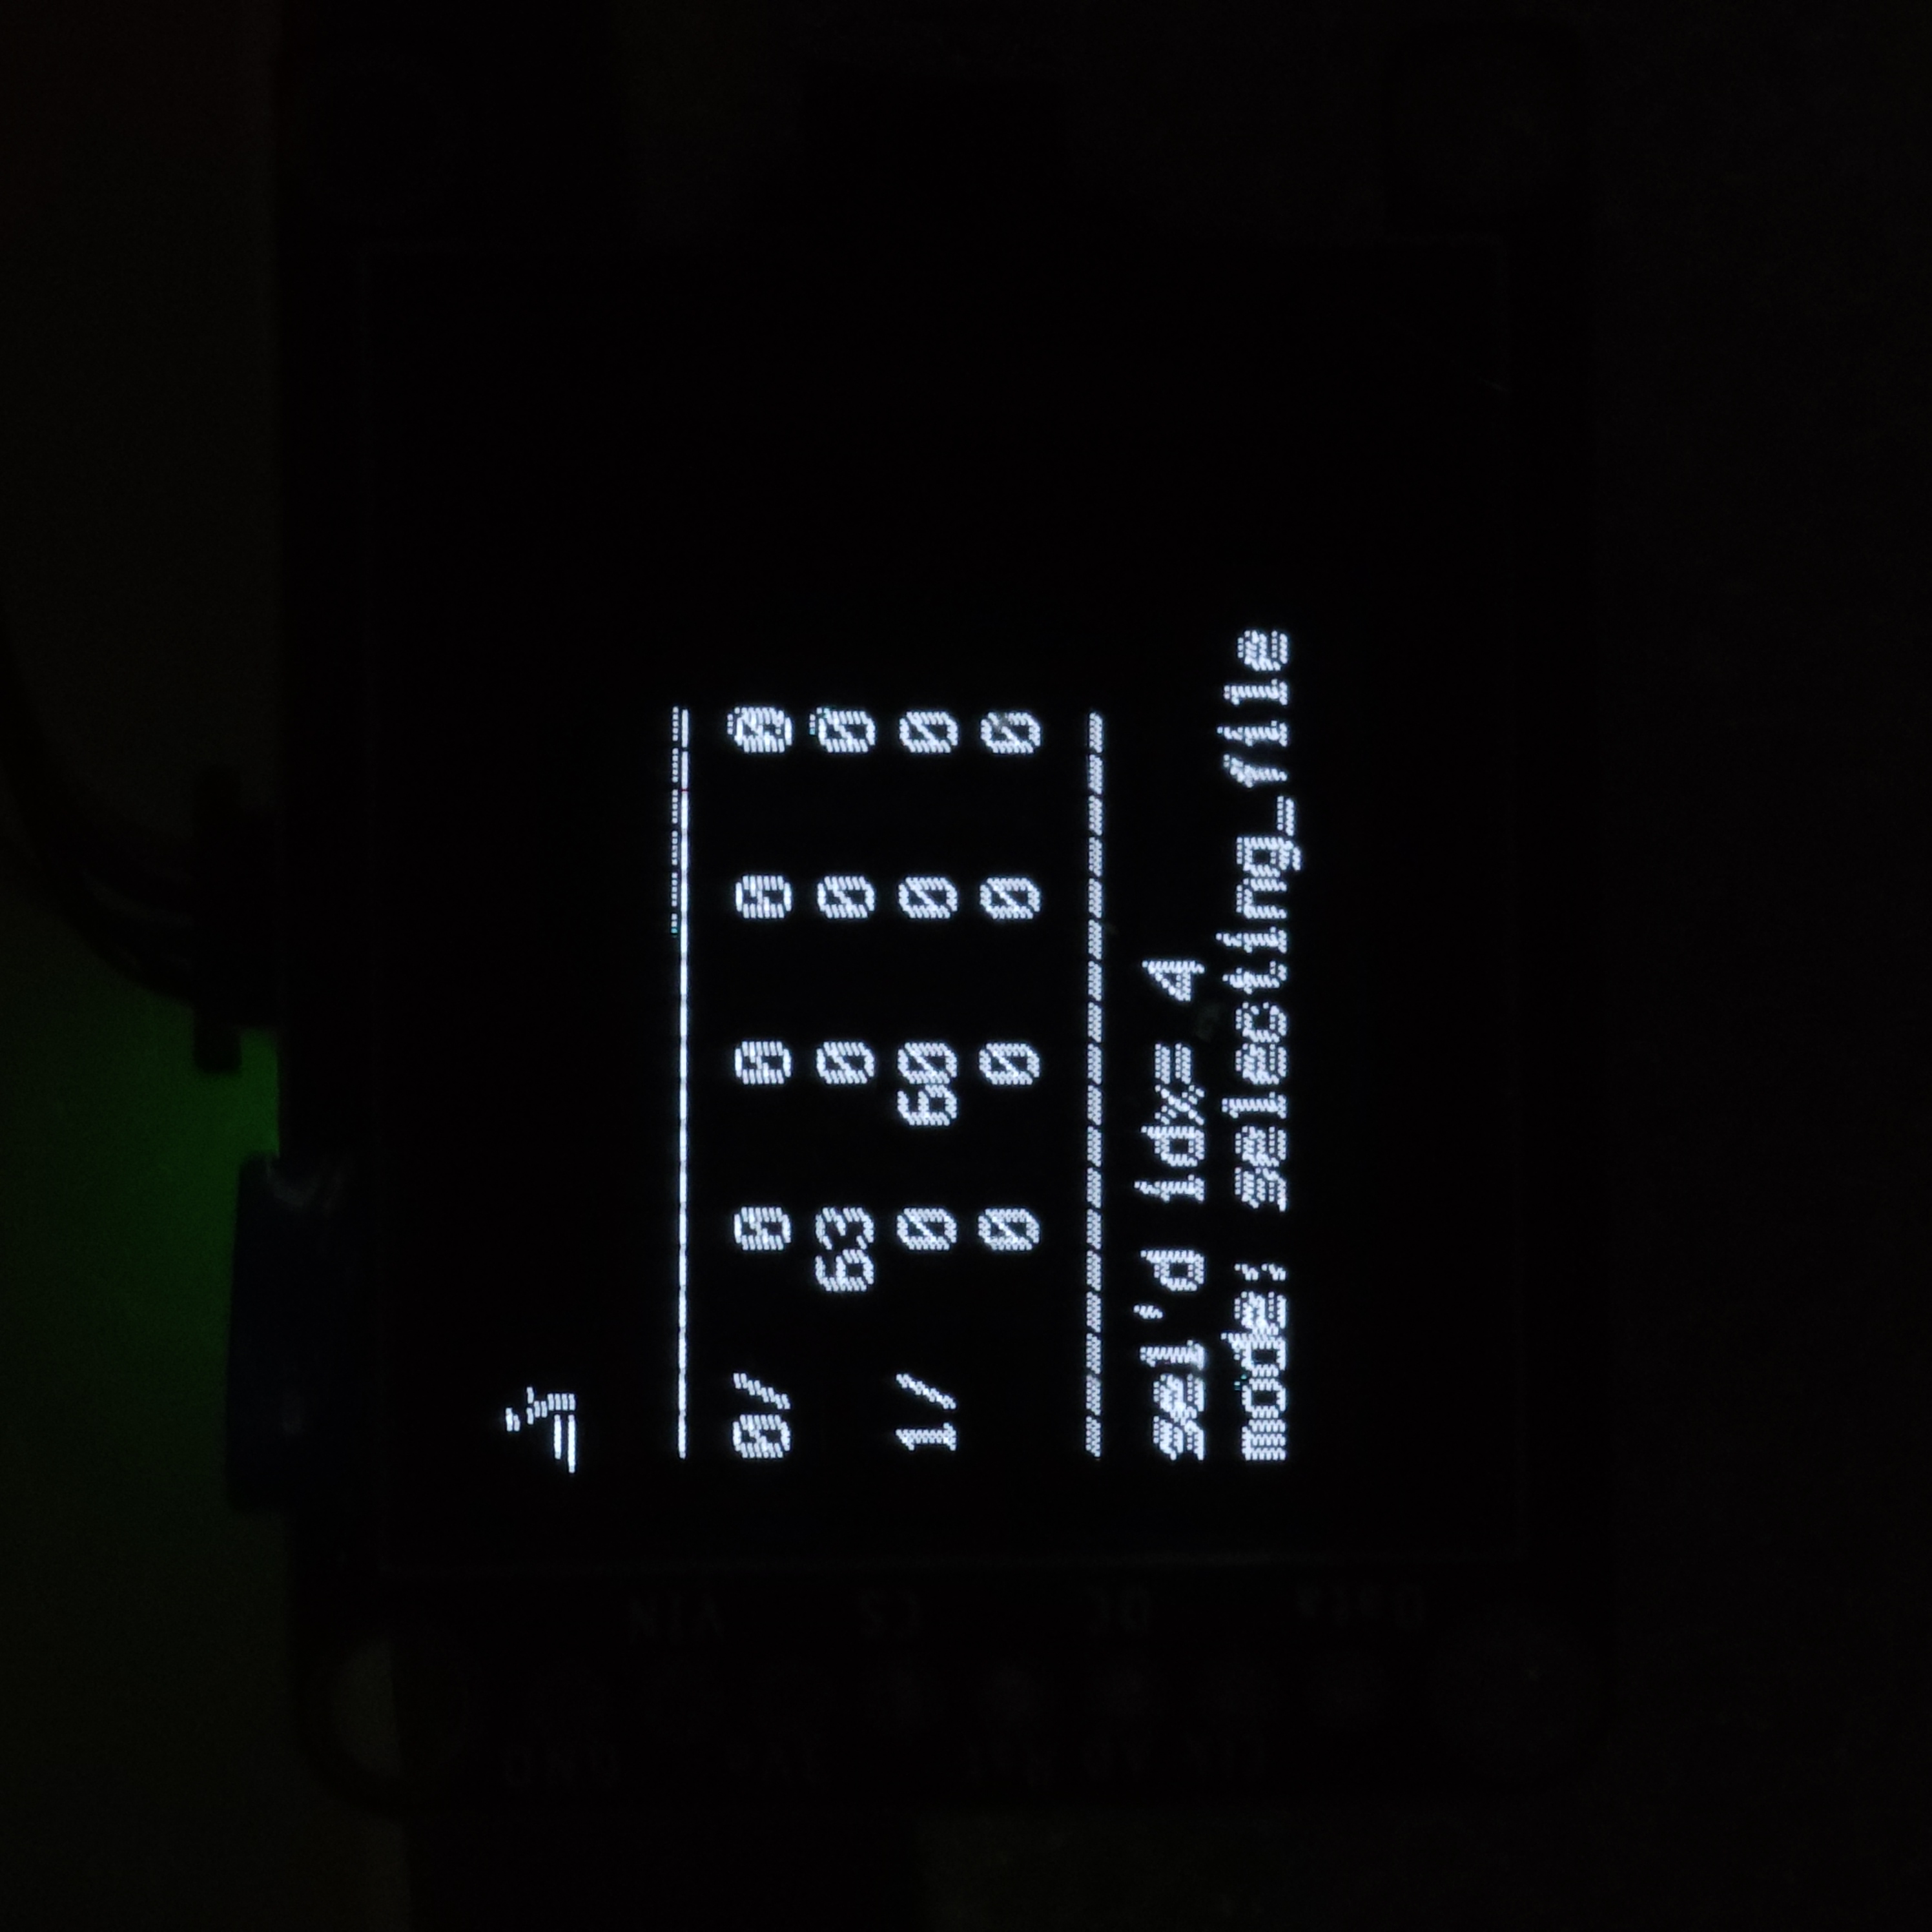 ------------------
0/   0   0   0   0
    63   0   0   0
1/   0  60   0   0
     0   0   0   0
------------------
sel'd idx= 4
mode: selecting_file